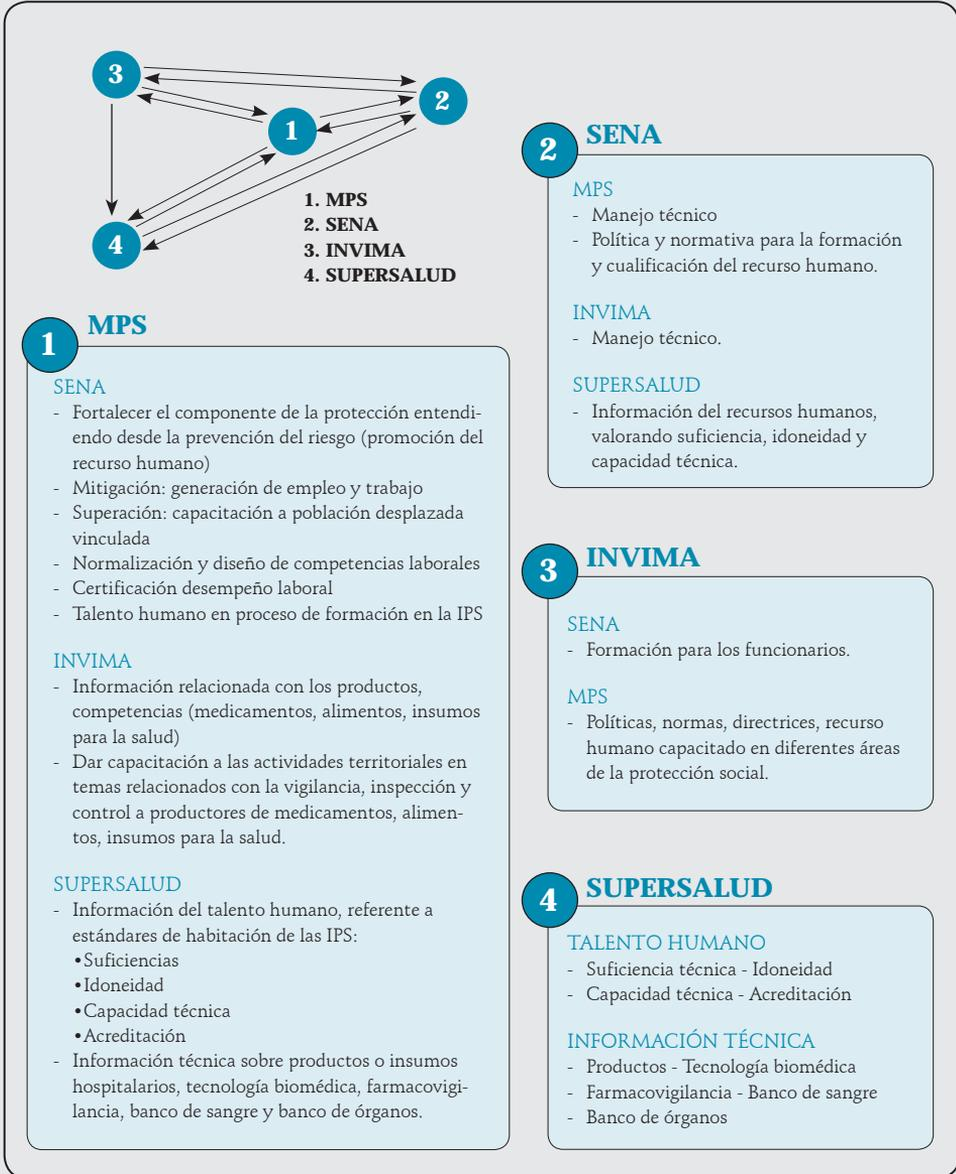 3
2
1
4
1. MPS
2. SENA
3. INVIMA
4. SUPERSALUD
1 MPS
SENA
- Fortalecer el componente de la protección entendi-
endo desde la prevención del riesgo (promoción del
recurso humano)
- Mitigación: generación de empleo y trabajo
- Superación: capacitación a población desplazada
vinculada
- Normalización y diseño de competencias laborales
- Certificación desempeño laboral
- Talento humano en proceso de formación en la IPS
INVIMA
- Información relacionada con los productos,
competencias (medicamentos, alimentos, insumos
para la salud)
- Dar capacitación a las actividades territoriales en
temas relacionados con la vigilancia, inspección y
control a productores de medicamentos, alimen-
tos, insumos para la salud.
SUPERSALUD
- Información del talento humano, referente a
estándares de habitación de las IPS:
•Suficiencias
•Idoneidad
•Capacidad técnica
•Acreditación
- Información técnica sobre productos o insumos
hospitalarios, tecnología biomédica, farmacovigi-
lancia, banco de sangre y banco de órganos.
2 SENA
MPS
- Manejo técnico
- Política y normativa para la formación
y cualificación del recurso humano.
INVIMA
- Manejo técnico.
SUPERSALUD
- Información del recursos humanos,
valorando suficiencia, idoneidad y
capacidad técnica.
3 INVIMA
SENA
- Formación para los funcionarios.
MPS
- Políticas, normas, directrices, recurso
humano capacitado en diferentes áreas
de la protección social.
4 SUPERSALUD
TALENTO HUMANO
- Suficiencia técnica - Idoneidad
- Capacidad técnica - Acreditación
INFORMACIÓN TÉCNICA
- Productos - Tecnología biomédica
- Farmacovigilancia - Banco de sangre
- Banco de órganos